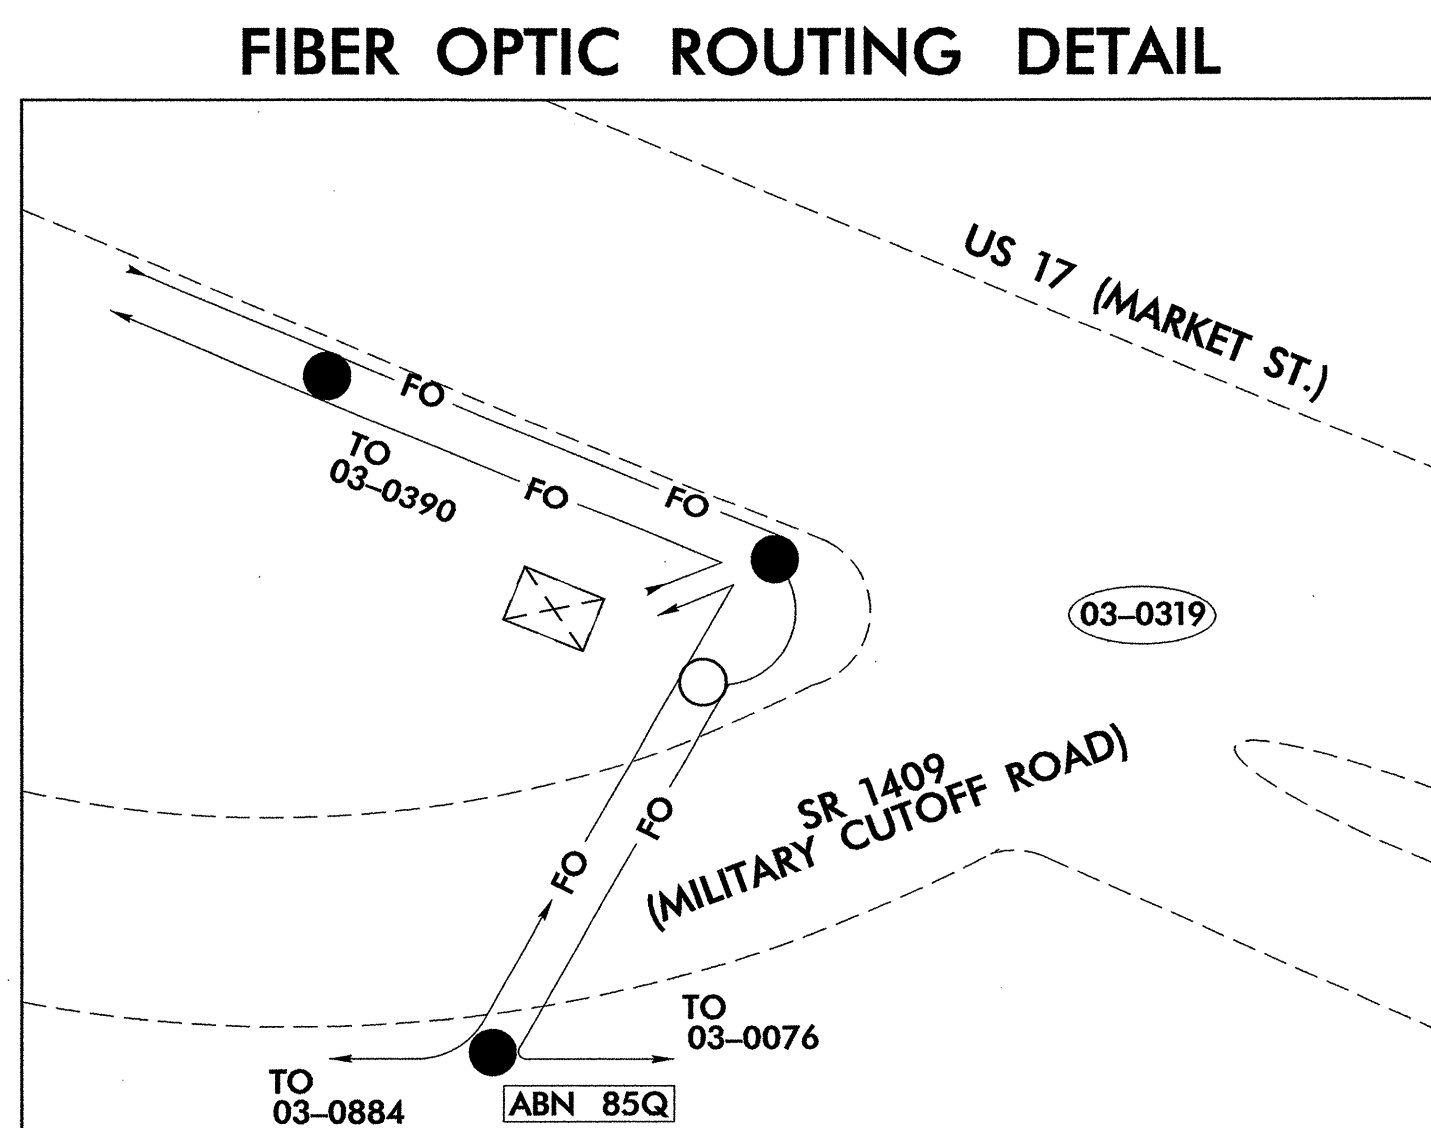 FIBER OPTIC ROUTING DETAIL
US 17 (MARKET ST.)
FO
TO
03–0390
FO
FO
03–0319
SR 1409
(MILITARY CUTOFF ROAD)
FO
FO
TO
03–0076
TO
03–0884
ABN 85Q